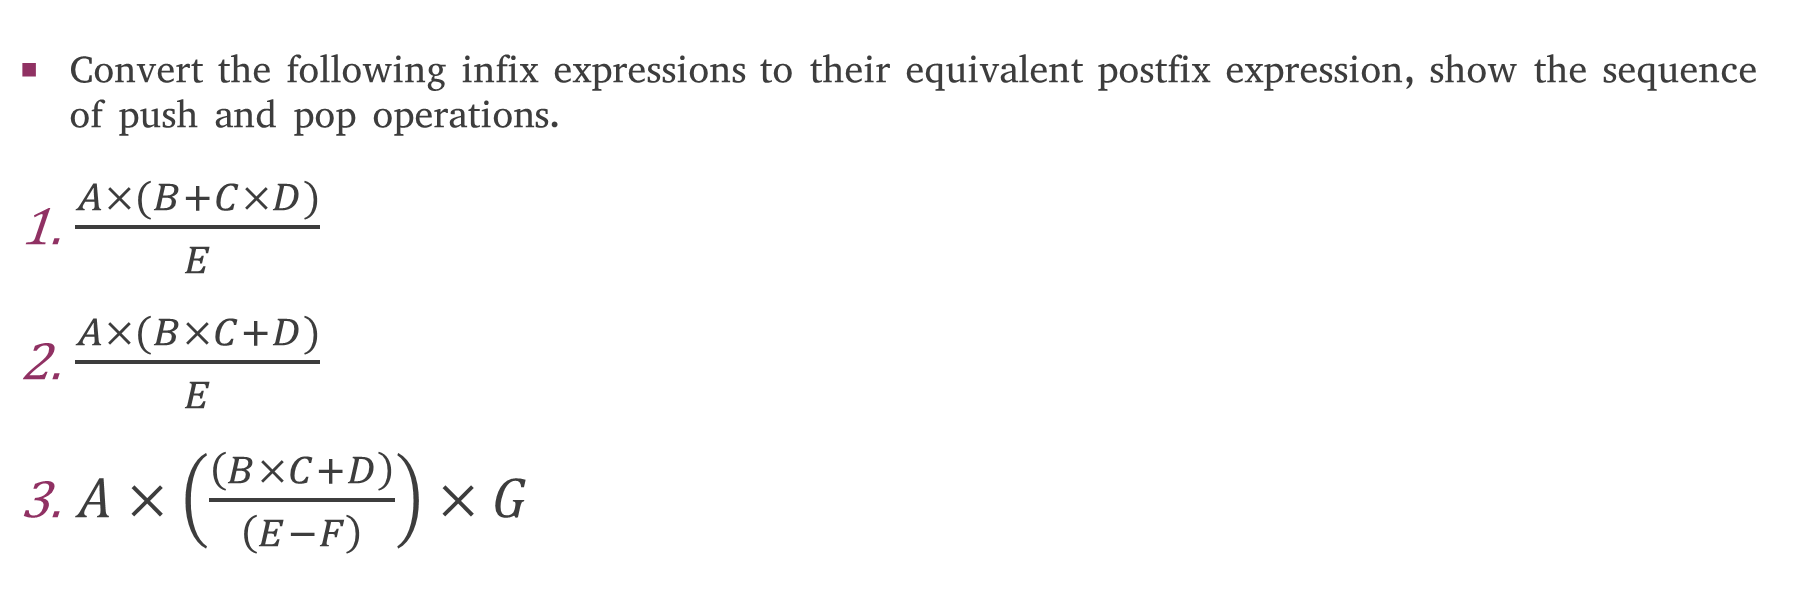 ▪ Convert the following infix expressions to their equivalent postfix expression, show the sequence
of push and pop operations.
1. A×(B+C×D)
E
2. A×(B×C+D)
E
3. A × ((B×C+D)/(E−F)) × G